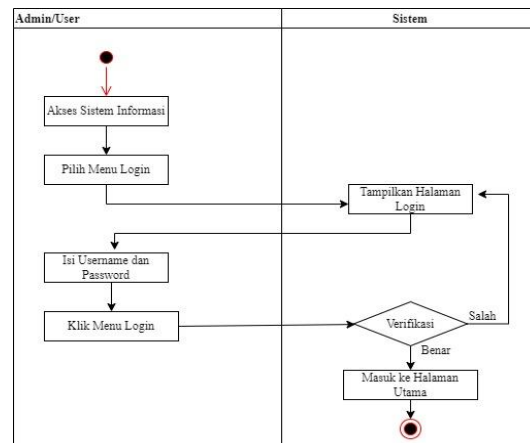 Admin/User
Sistem
Akses Sistem Informasi
Pilih Menu Login
Tampilkan Halaman
Login
Isi Username dan
Password
Klik Menu Login
Verifikasi
Salah
Benar
Masuk ke Halaman
Utama